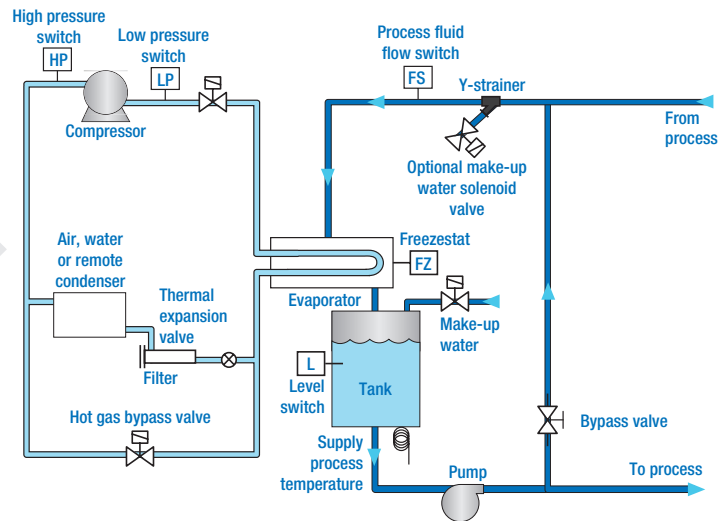 High pressure
switch
HP
Low pressure
switch
LP
Compressor
Process fluid
flow switch
FS
Y-strainer
From
process
Optional make-up
water solenoid
valve
Air, water
or remote
condenser
Freezestat
FZ
Evaporator
Thermal
expansion
valve
Make-up
water
Filter
L
Level
switch
Tank
Hot gas bypass valve
Bypass valve
Supply
process
temperature
Pump
To process